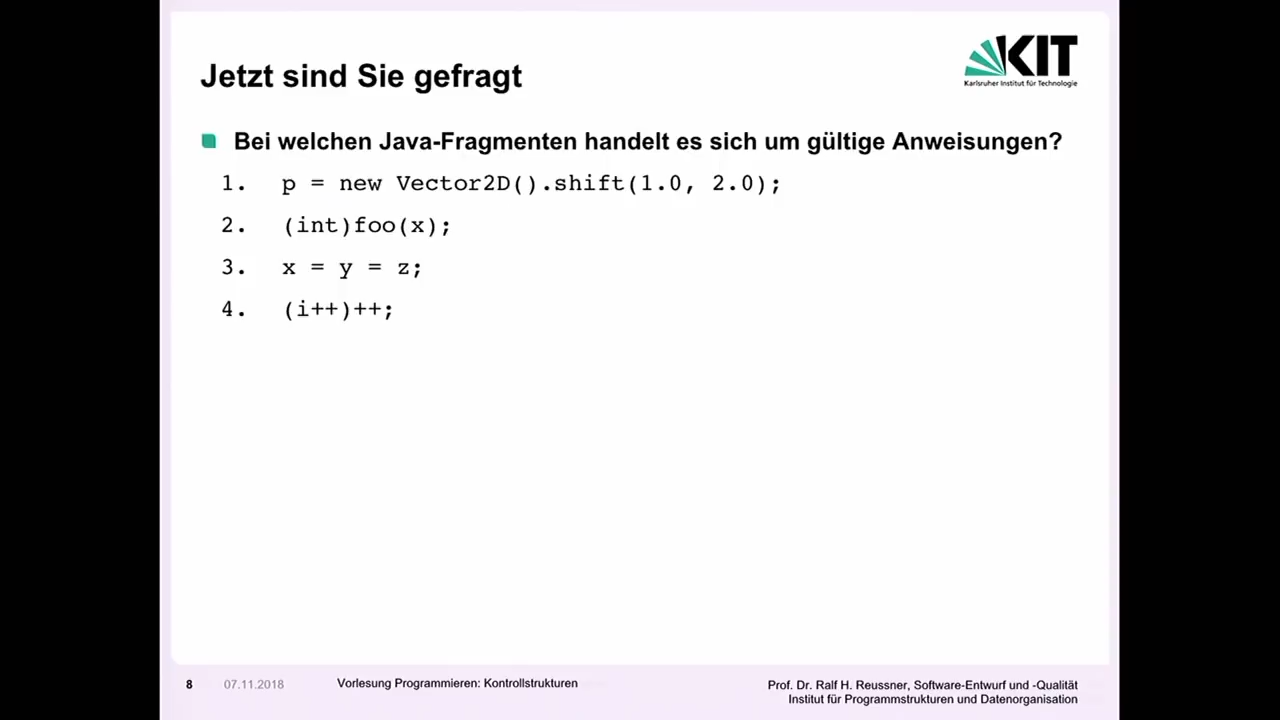 KIT
Karlsruher Institut für Technologie
Jetzt sind Sie gefragt
Bei welchen Java-Fragmenten handelt es sich um gültige Anweisungen?
1. p = new Vector2D().shift(1.0, 2.0);
2. (int)foo(x);
3. x = y = z;
4. (i++)++;
8 07.11.2018 Vorlesung Programmieren: Kontrollstrukturen
Prof. Dr. Ralf H. Reussner, Software-Entwurf und -Qualität
Institut für Programmstrukturen und Datenorganisation